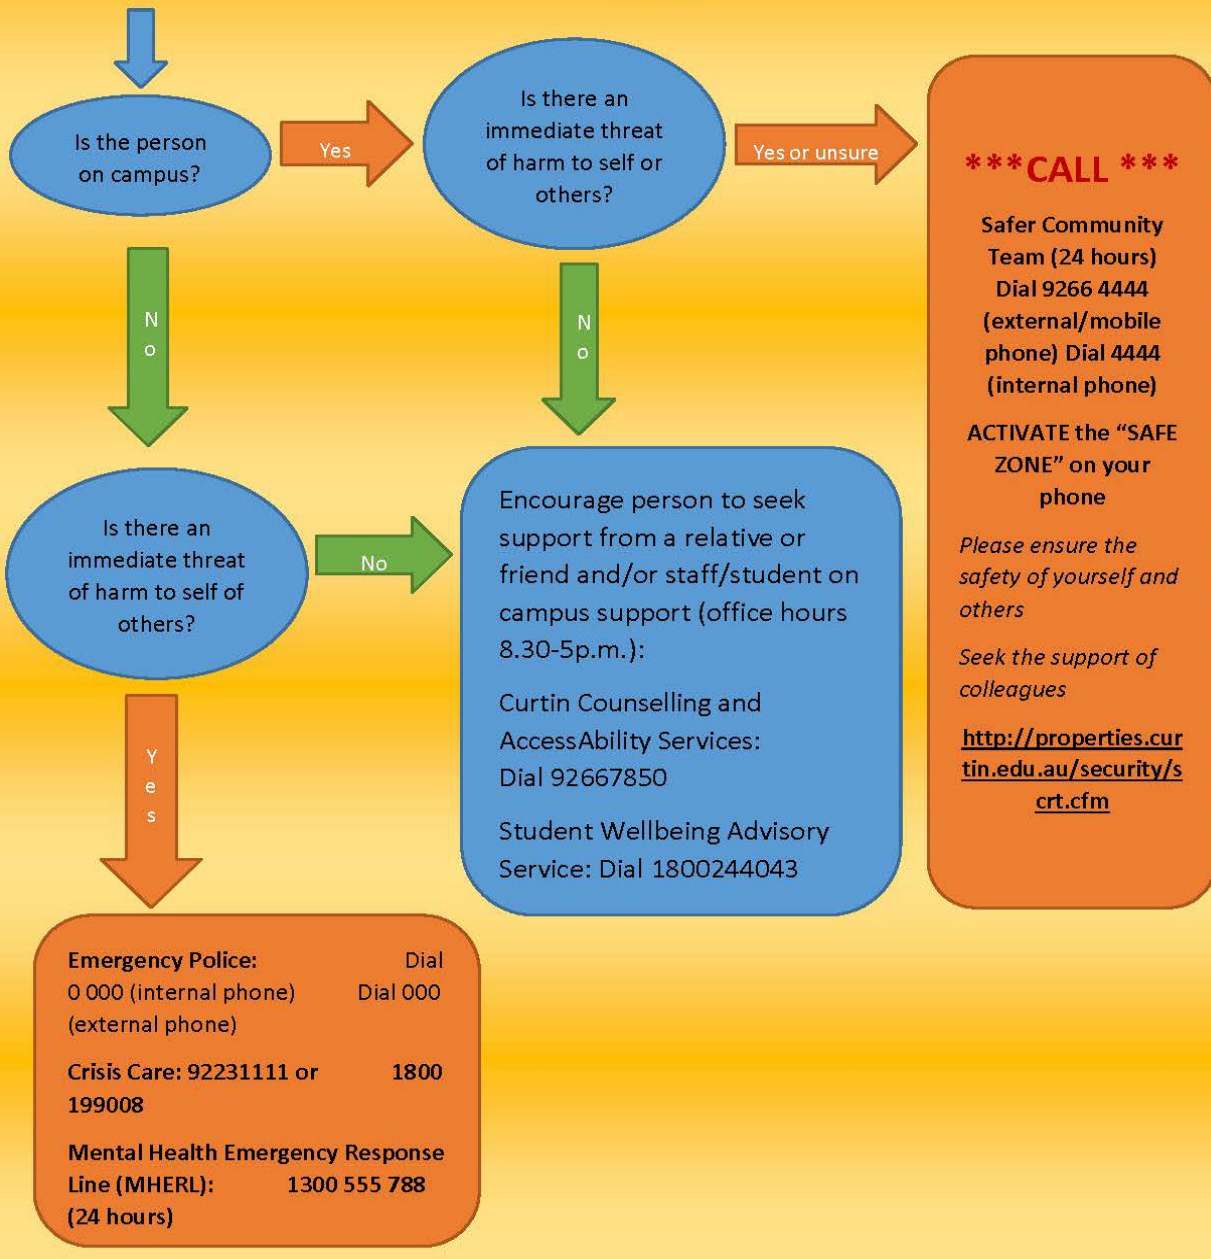 Is the person
on campus?
Yes
Is there an
immediate threat
of harm to self or
others?
Yes or unsure
***CALL ***
Safer Community
Team (24 hours)
Dial 9266 4444
(external/mobile
phone) Dial 4444
(internal phone)
ACTIVATE the “SAFE
ZONE” on your
phone
Please ensure the
safety of yourself and
others
Seek the support of
colleagues
http://properties.cur
tin.edu.au/security/s
crt.cfm
N
o
N
o
Is there an
immediate threat
of harm to self of
others?
No
Encourage person to seek
support from a relative or
friend and/or staff/student on
campus support (office hours
8.30-5p.m.):
Curtin Counselling and
AccessAbility Services:
Dial 92667850
Student Wellbeing Advisory
Service: Dial 1800244043
Y
e
s
Emergency Police: Dial
0 000 (internal phone) Dial 000
(external phone)
Crisis Care: 92231111 or 1800
199008
Mental Health Emergency Response
Line (MHERL): 1300 555 788
(24 hours)